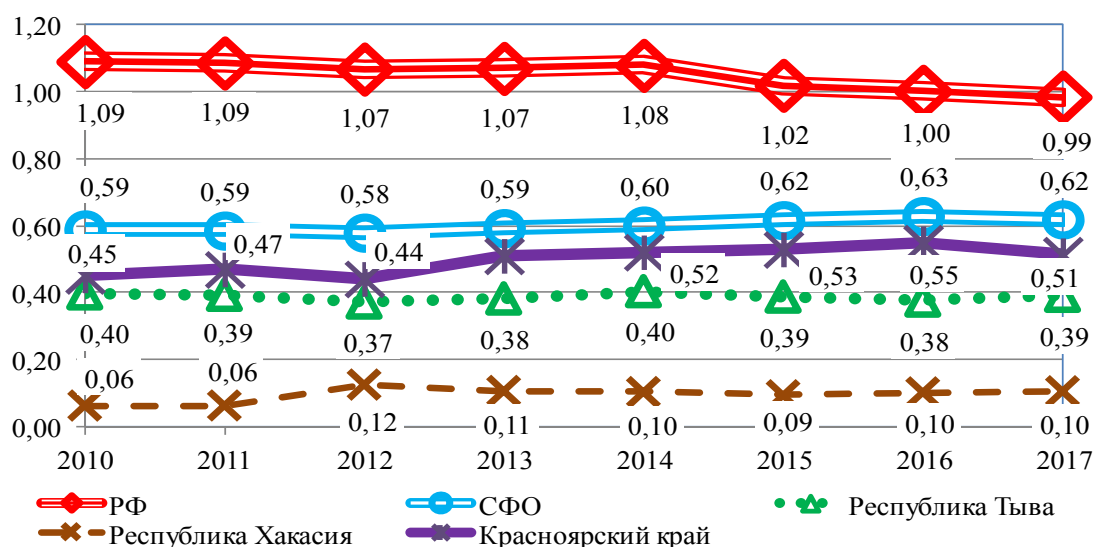 1,20
1,00
1,09 1,09 1,07 1,07 1,08 1,02 1,00 0,99
0,80
0,59 0,59 0,58 0,59 0,60 0,62 0,63 0,62
0,60
0,45 0,47 0,44 0,52 0,53 0,55 0,51
0,40
0,40 0,39 0,37 0,38 0,40 0,39 0,38 0,39
0,20
0,06 0,06 0,12 0,11 0,10 0,09 0,10 0,10
0,00
2010 2011 2012 2013 2014 2015 2016 2017
РФ СФО Республика Тыва
Республика Хакасия Красноярский край